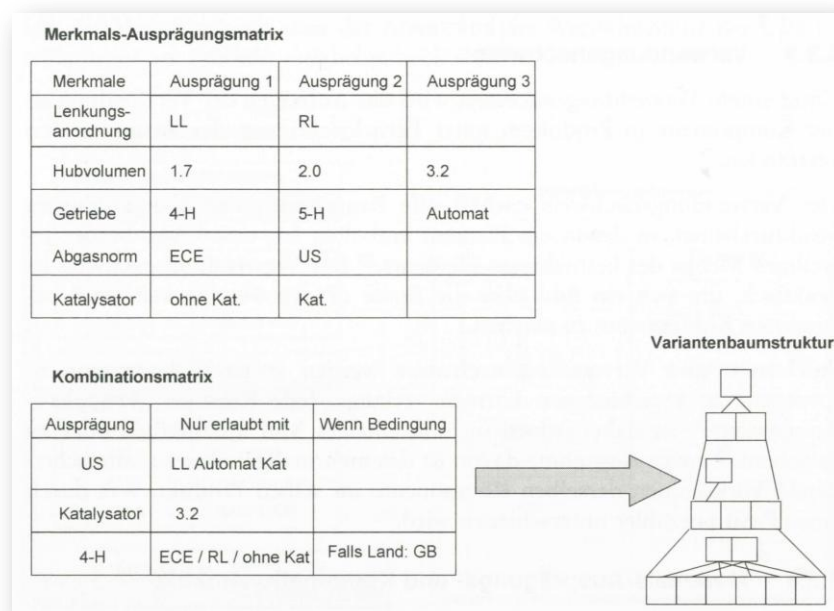 Merkmals-Ausprägungsmatrix
Merkmale Ausprägung 1 Ausprägung 2 Ausprägung 3
Lenkungs-
anordnung LL RL
Hubvolumen 1.7 2.0 3.2
Getriebe 4-H 5-H Automat
Abgasnorm ECE US
Katalysator ohne Kat. Kat.
Kombinationsmatrix
Ausprägung Nur erlaubt mit Wenn Bedingung
US LL Automat Kat
Katalysator 3.2
4-H ECE / RL / ohne Kat Falls Land: GB
Variantenbaumstruktur